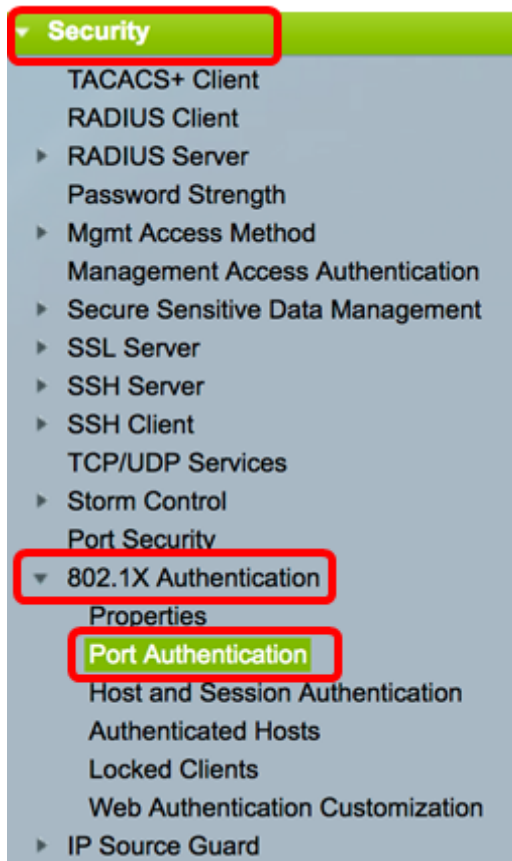 Security
TACACS+ Client
RADIUS Client
RADIUS Server
Password Strength
Mgmt Access Method
Management Access Authentication
Secure Sensitive Data Management
SSL Server
SSH Server
SSH Client
TCP/UDP Services
Storm Control
Port Security
802.1X Authentication
Properties
Port Authentication
Host and Session Authentication
Authenticated Hosts
Locked Clients
Web Authentication Customization
IP Source Guard